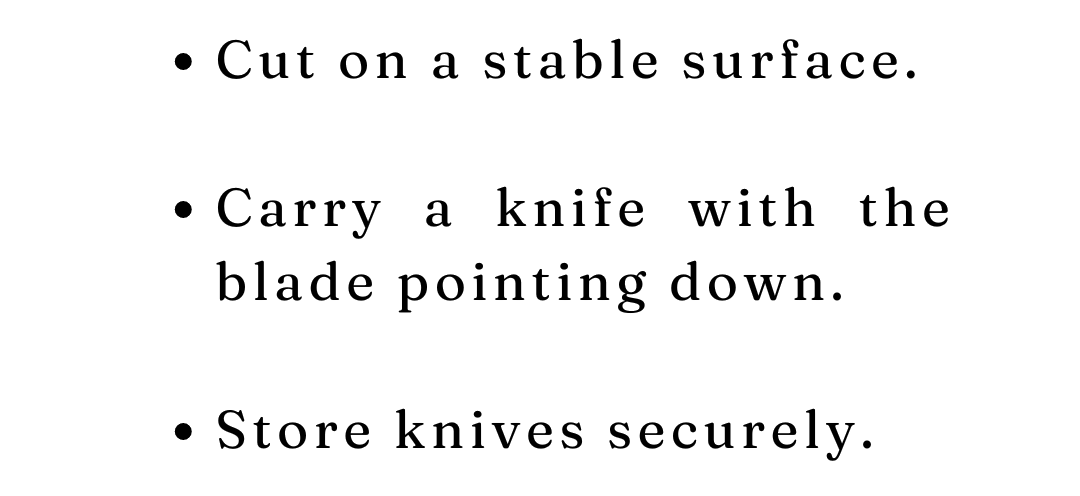 • Cut on a stable surface.
• Carry a knife with the
blade pointing down.
• Store knives securely.